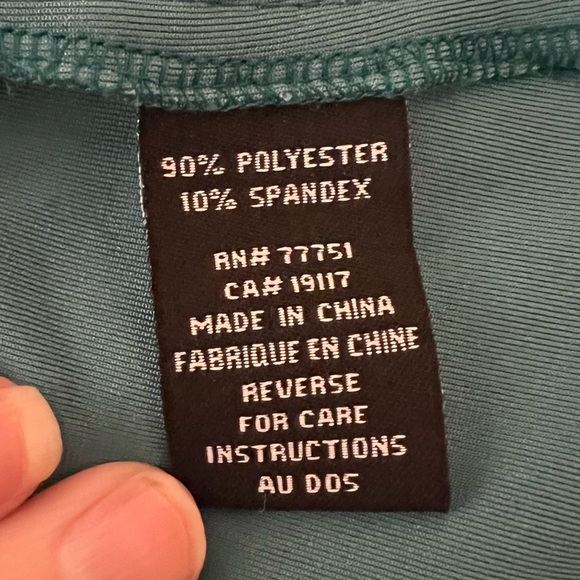 90% POLYESTER
10% SPANDEX
RN# 77751
CA# 19117
MADE IN CHINA
FABRIQUE EN CHINE
REVERSE
FOR CARE
INSTRUCTIONS
AU DOS